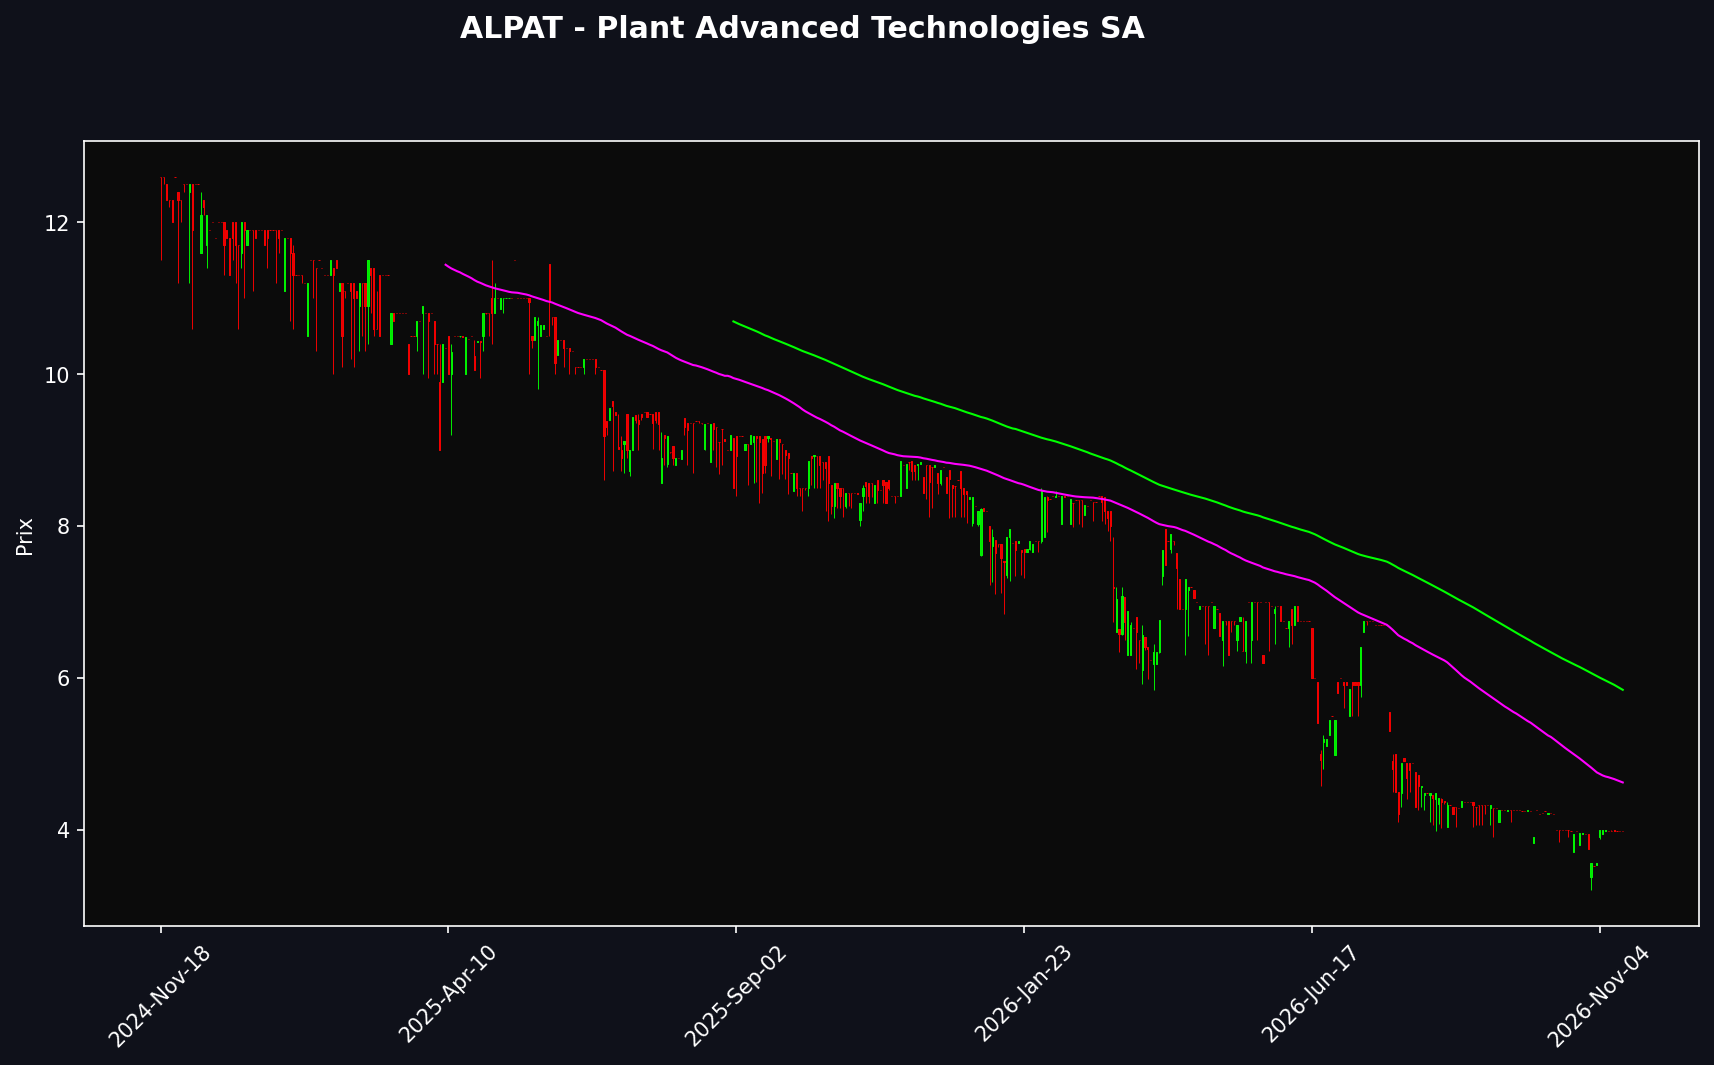 ALPAT - Plant Advanced Technologies SA
Prix
12
10
8
6
4
2024-Nov-18
2025-Apr-10
2025-Sep-02
2026-Jan-23
2026-Jun-17
2026-Nov-04